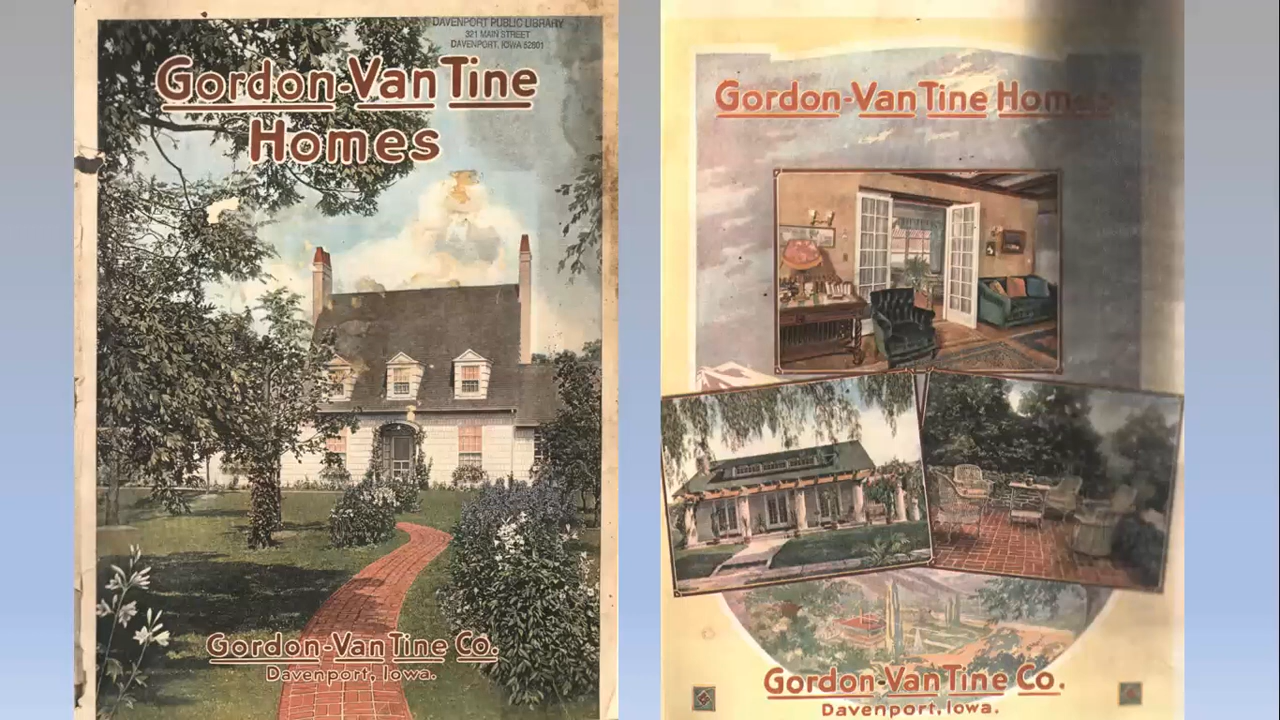 DAVENPORT PUBLIC LIBRARY
321 MAIN STREET
DAVENPORT, IOWA 52801
Gordon-Van Tine
Homes
Gordon-Van Tine Co.
Davenport, Iowa.
Gordon-Van Tine Homes
Gordon-Van Tine Co.
Davenport, Iowa.